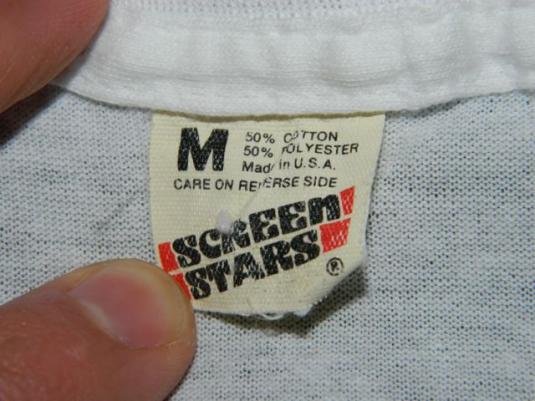 M
50% COTTON
50% POLYESTER
Made in U.S.A.
CARE ON REVERSE SIDE
SCREEN
STARS
®